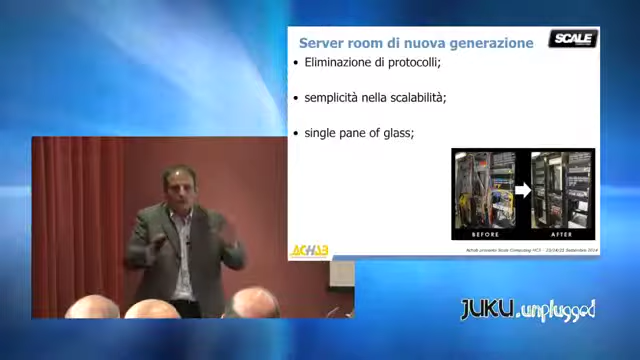 Server room di nuova generazione
SCALE
• Eliminazione di protocolli;
• semplicità nella scalabilità;
• single pane of glass;
BEFORE
AFTER
ACHAB
JUKU.unplugged